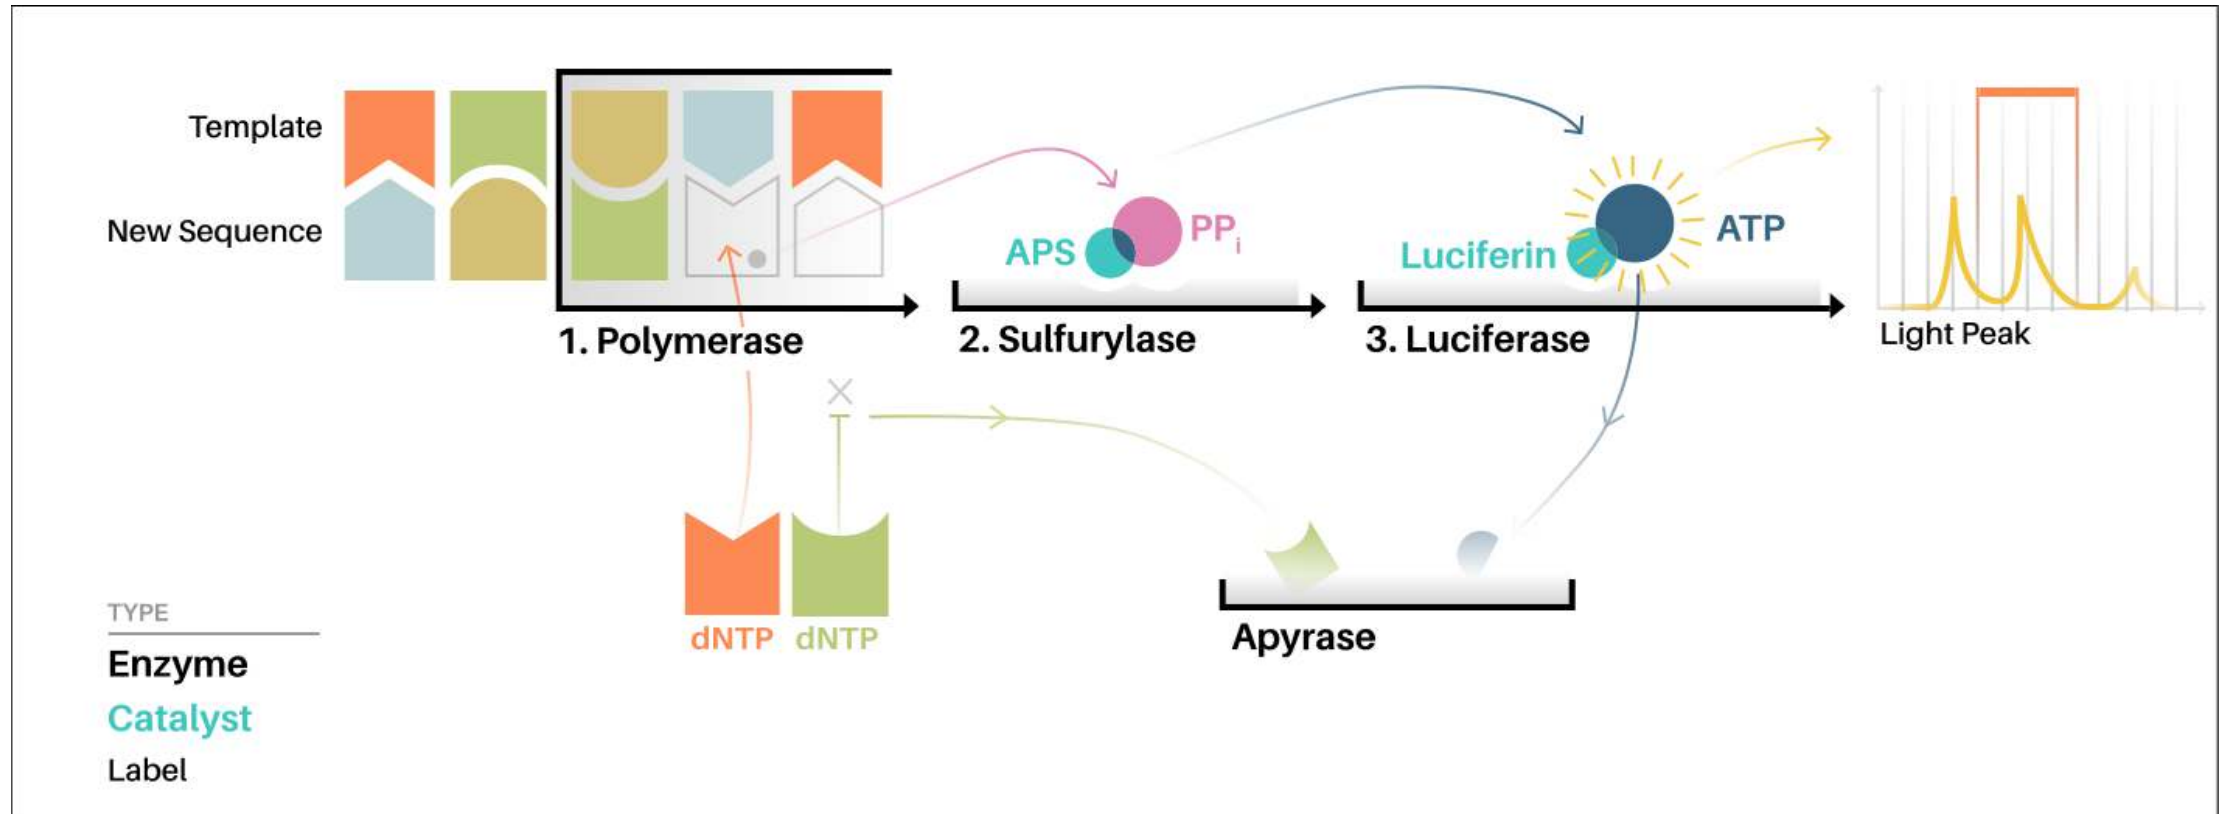 Template
New Sequence
APS
PPi
Luciferin
ATP
1. Polymerase
2. Sulfurylase
3. Luciferase
Light Peak
dNTP
dNTP
Apyrase
TYPE
Enzyme
Catalyst
Label